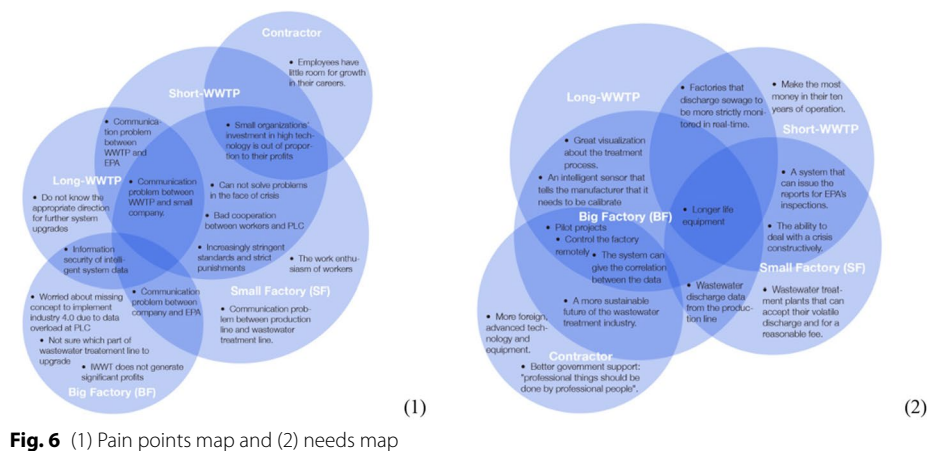 Contractor
• Employees have
little room for growth
in their careers.
Short-WWTP
• Communica-
tion problem
between
WWTP and
EPA
• Small organizations'
investment in high tech-
nology is out of propor-
tion to their profits
Long-WWTP
• Communication
problem between
WWTP and small
company.
• Can not solve problems
in the face of crisis
• Do not know the
appropriate direction
for further system
upgrades
• Bad cooperation
between workers and PLC
• Information
security of intelli-
gent system data
• Increasingly stringent
standards and strict
punishments
• The work enthu-
siasm of workers
Small Factory (SF)
• Worried about missing
concept to implement
industry 4.0 due to data
overload at PLC
• Communication
problem between
company and EPA
• Communication prob-
lem between production
line and wastewater
treatment line.
• Not sure which part of
wastewater treatement line to
upgrade
• IWWT does not generate
significant profits
Big Factory (BF)
(1)
Long-WWTP
• Factories that
discharge sewage to
be more strictly moni-
tored in real-time.
• Make the most
money in their ten
years of operation.
Short-WWTP
• Great visualization
about the treatment
process.
• An intelligent sensor that
tells the manufacturer that it
needs to be calibrate
• A system that
can issue the
reports for EPA's
inspections.
Big Factory (BF)
• Longer life
equipment
• Pilot projects
• Control the factory
remotely
• The system can
give the correlation
between the data
• The ability to
deal with a crisis
constructively.
Small Factory (SF)
• A more sustainable
future of the wastewater
treatment industry.
• Wastewater
discharge data
from the produc-
tion line
• Wastewater treat-
ment plants that can
accept their volatile
discharge and for a
reasonable fee.
• More foreign,
advanced tech-
nology and
equipment.
Contractor
• Better government support:
"professional things should be
done by professional people".
(2)
Fig. 6 (1) Pain points map and (2) needs map